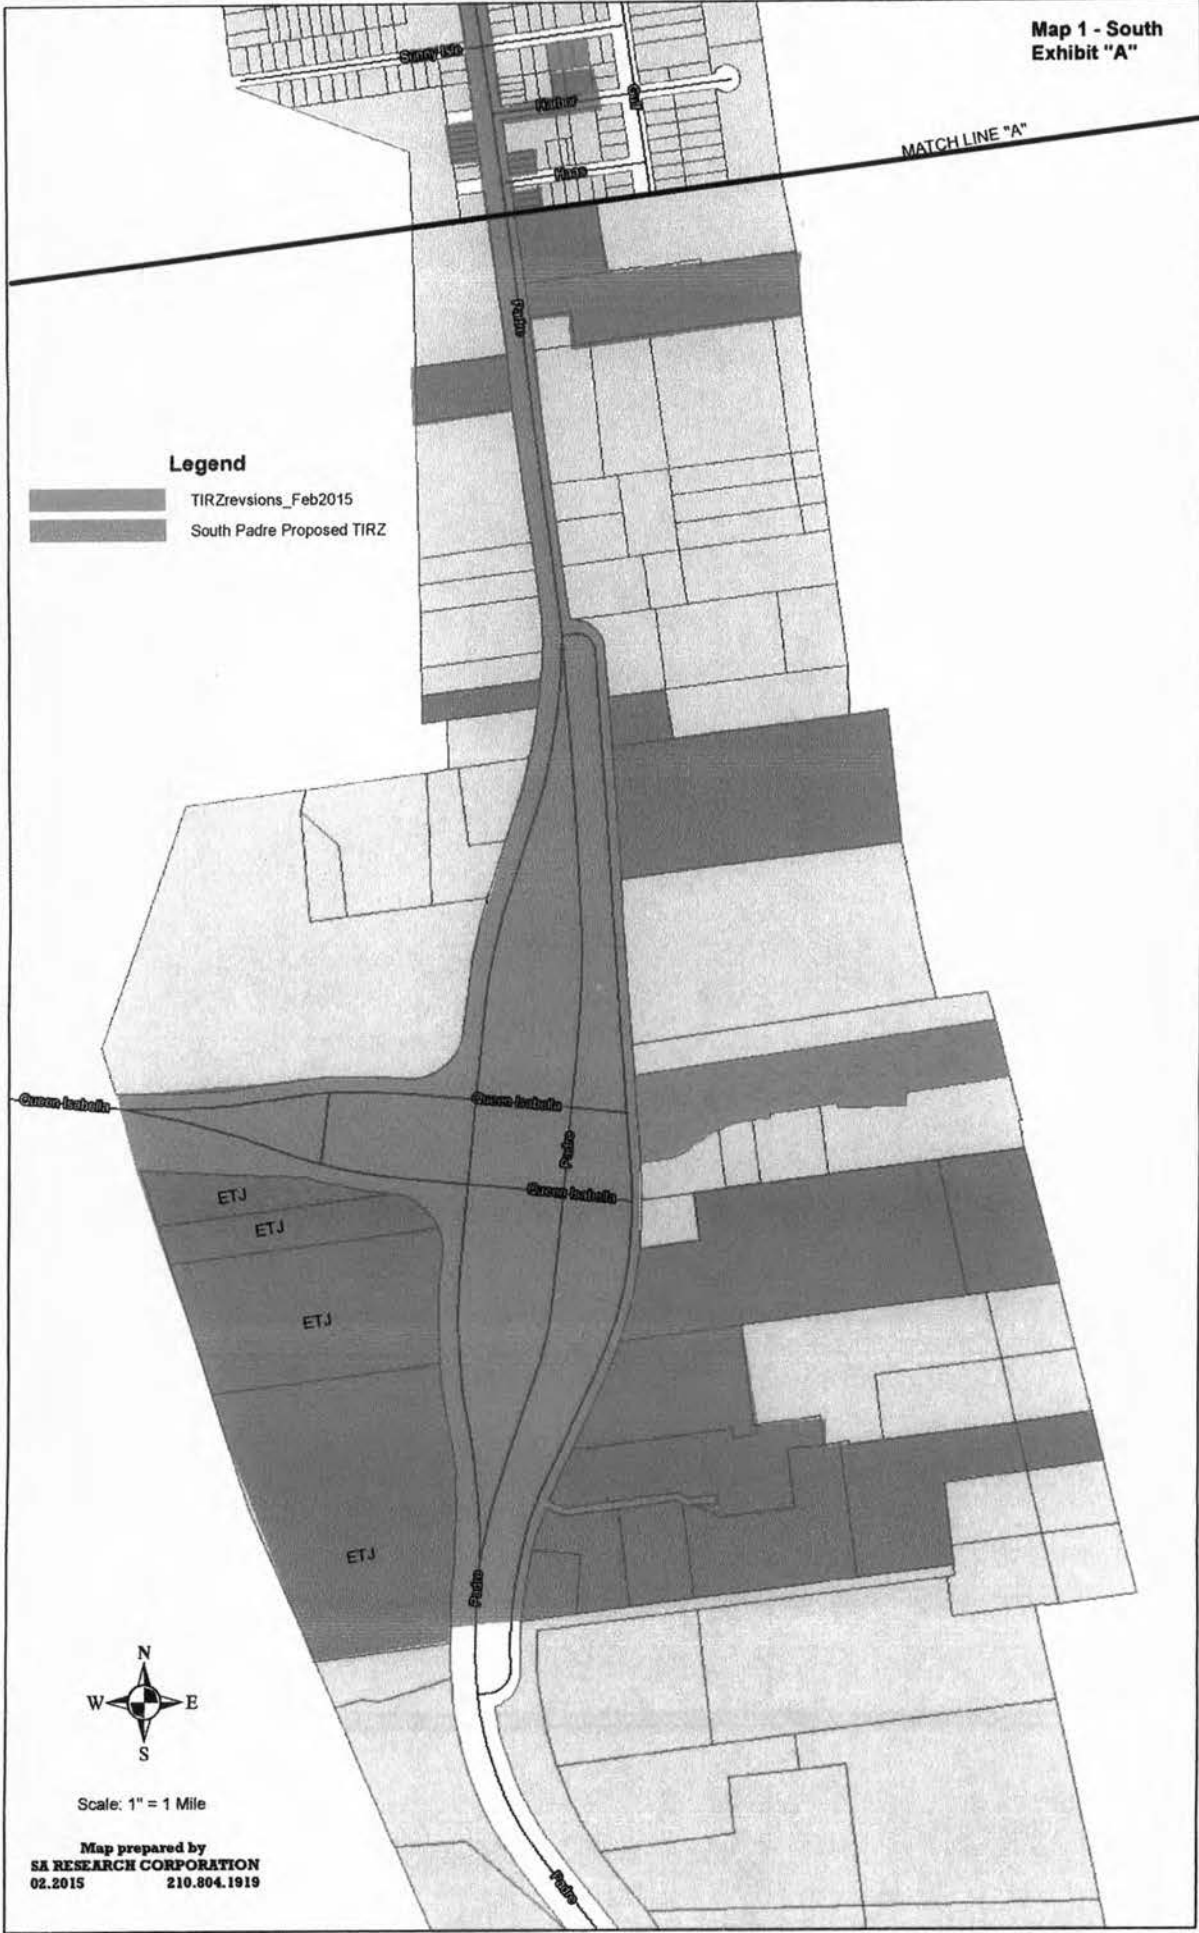 Map 1 - South
Exhibit "A"
Sunny Isle
Harbor
Gulf
MATCH LINE "A"
Haas
Padre
Legend
TIRZrevsions_Feb2015
South Padre Proposed TIRZ
Queen Isabella
Queen Isabella
Padre
Queen Isabella
ETJ
ETJ
ETJ
ETJ
Padre
N
W E
S
Scale: 1" = 1 Mile
Map prepared by
SA RESEARCH CORPORATION
02.2015 210.804.1919
Padre